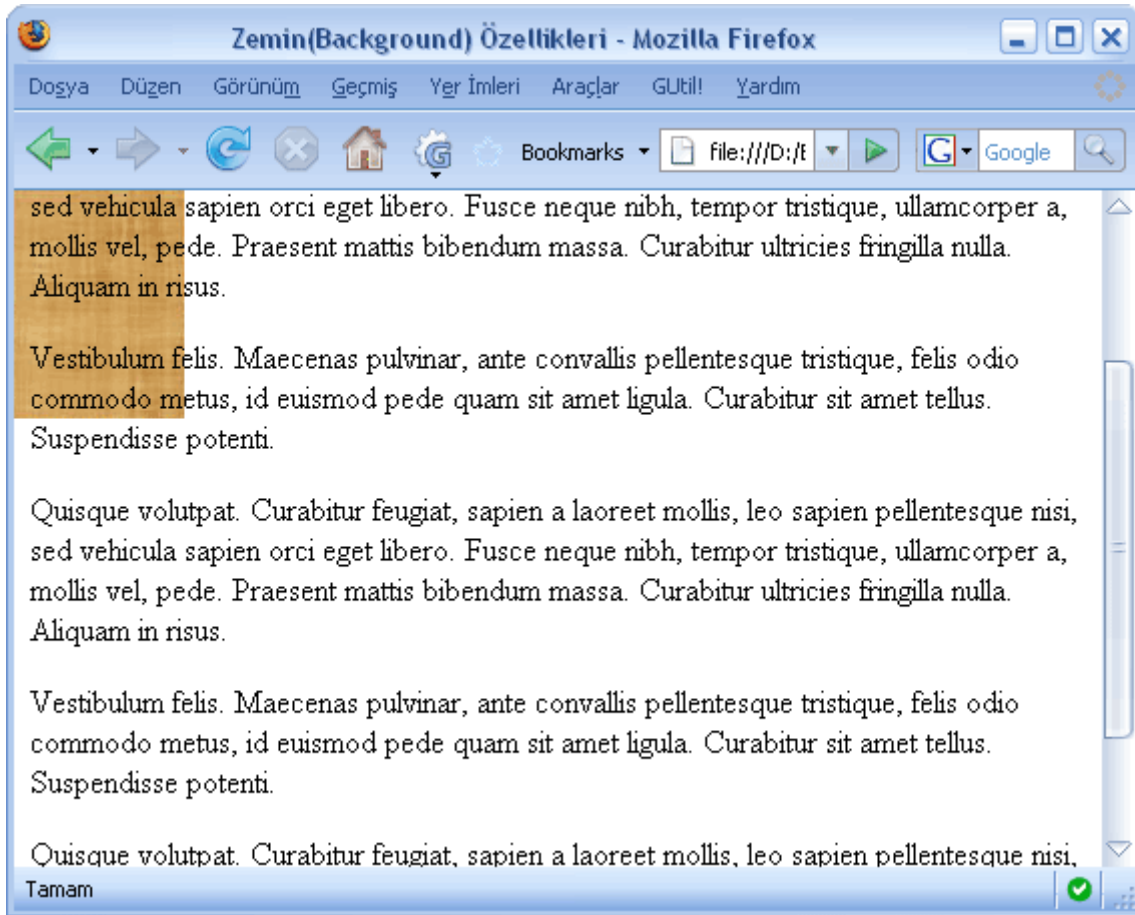 Zemin(Background) Özellikleri - Mozilla Firefox
Dosya Düzen Görünüm Geçmiş Yer İmleri Araçlar GUtil! Yardım
G Bookmarks file:///D:/E G Google
sed vehicula sapien orci eget libero. Fusce neque nibh, tempor tristique, ullamcorper a,
mollis vel, pede. Praesent mattis bibendum massa. Curabitur ultricies fringilla nulla.
Aliquam in risus.
Vestibulum felis. Maecenas pulvinar, ante convallis pellentesque tristique, felis odio
commodo metus, id euismod pede quam sit amet ligula. Curabitur sit amet tellus.
Suspendisse potenti.
Quisque volutpat. Curabitur feugiat, sapien a laoreet mollis, leo sapien pellentesque nisi,
sed vehicula sapien orci eget libero. Fusce neque nibh, tempor tristique, ullamcorper a,
mollis vel, pede. Praesent mattis bibendum massa. Curabitur ultricies fringilla nulla.
Aliquam in risus.
Vestibulum felis. Maecenas pulvinar, ante convallis pellentesque tristique, felis odio
commodo metus, id euismod pede quam sit amet ligula. Curabitur sit amet tellus.
Suspendisse potenti.
Quisque volutpat. Curabitur feugiat, sapien a laoreet mollis, leo sapien pellentesque nisi,
Tamam